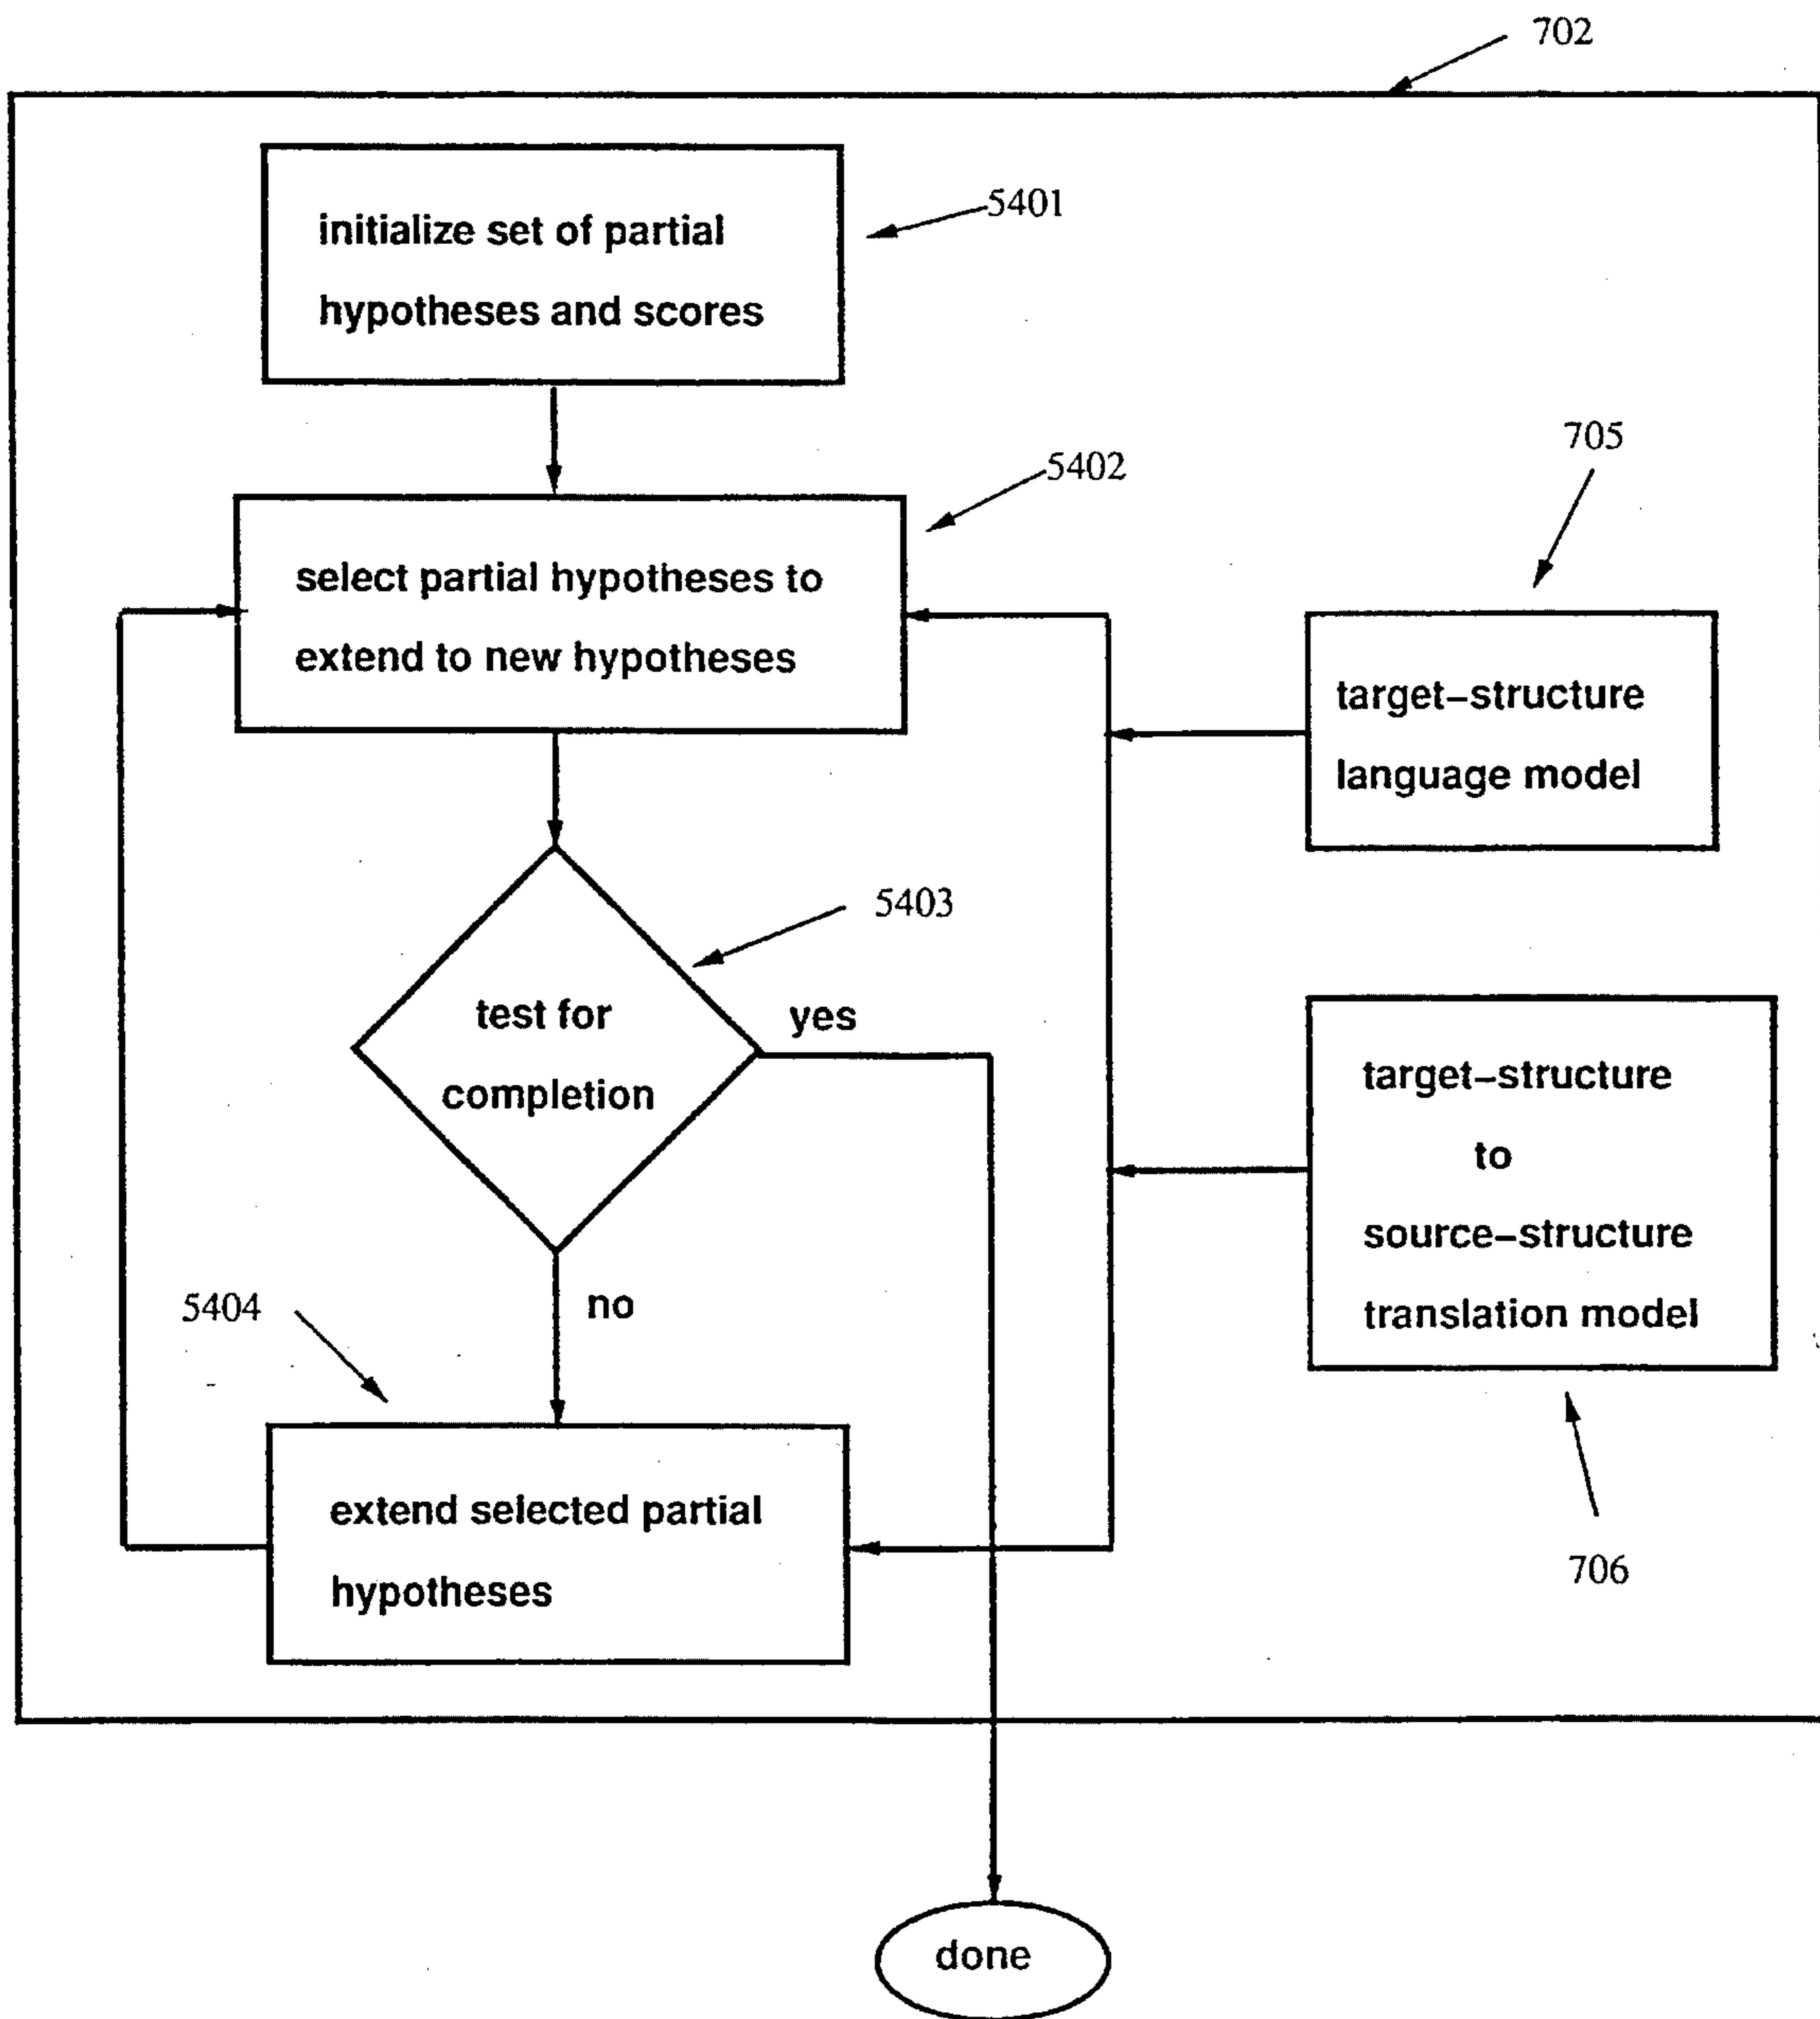 702
initialize set of partial
hypotheses and scores
5401
5402
select partial hypotheses to
extend to new hypotheses
705
target–structure
language model
5403
test for
completion
yes
no
target–structure
to
source–structure
translation model
706
5404
extend selected partial
hypotheses
done